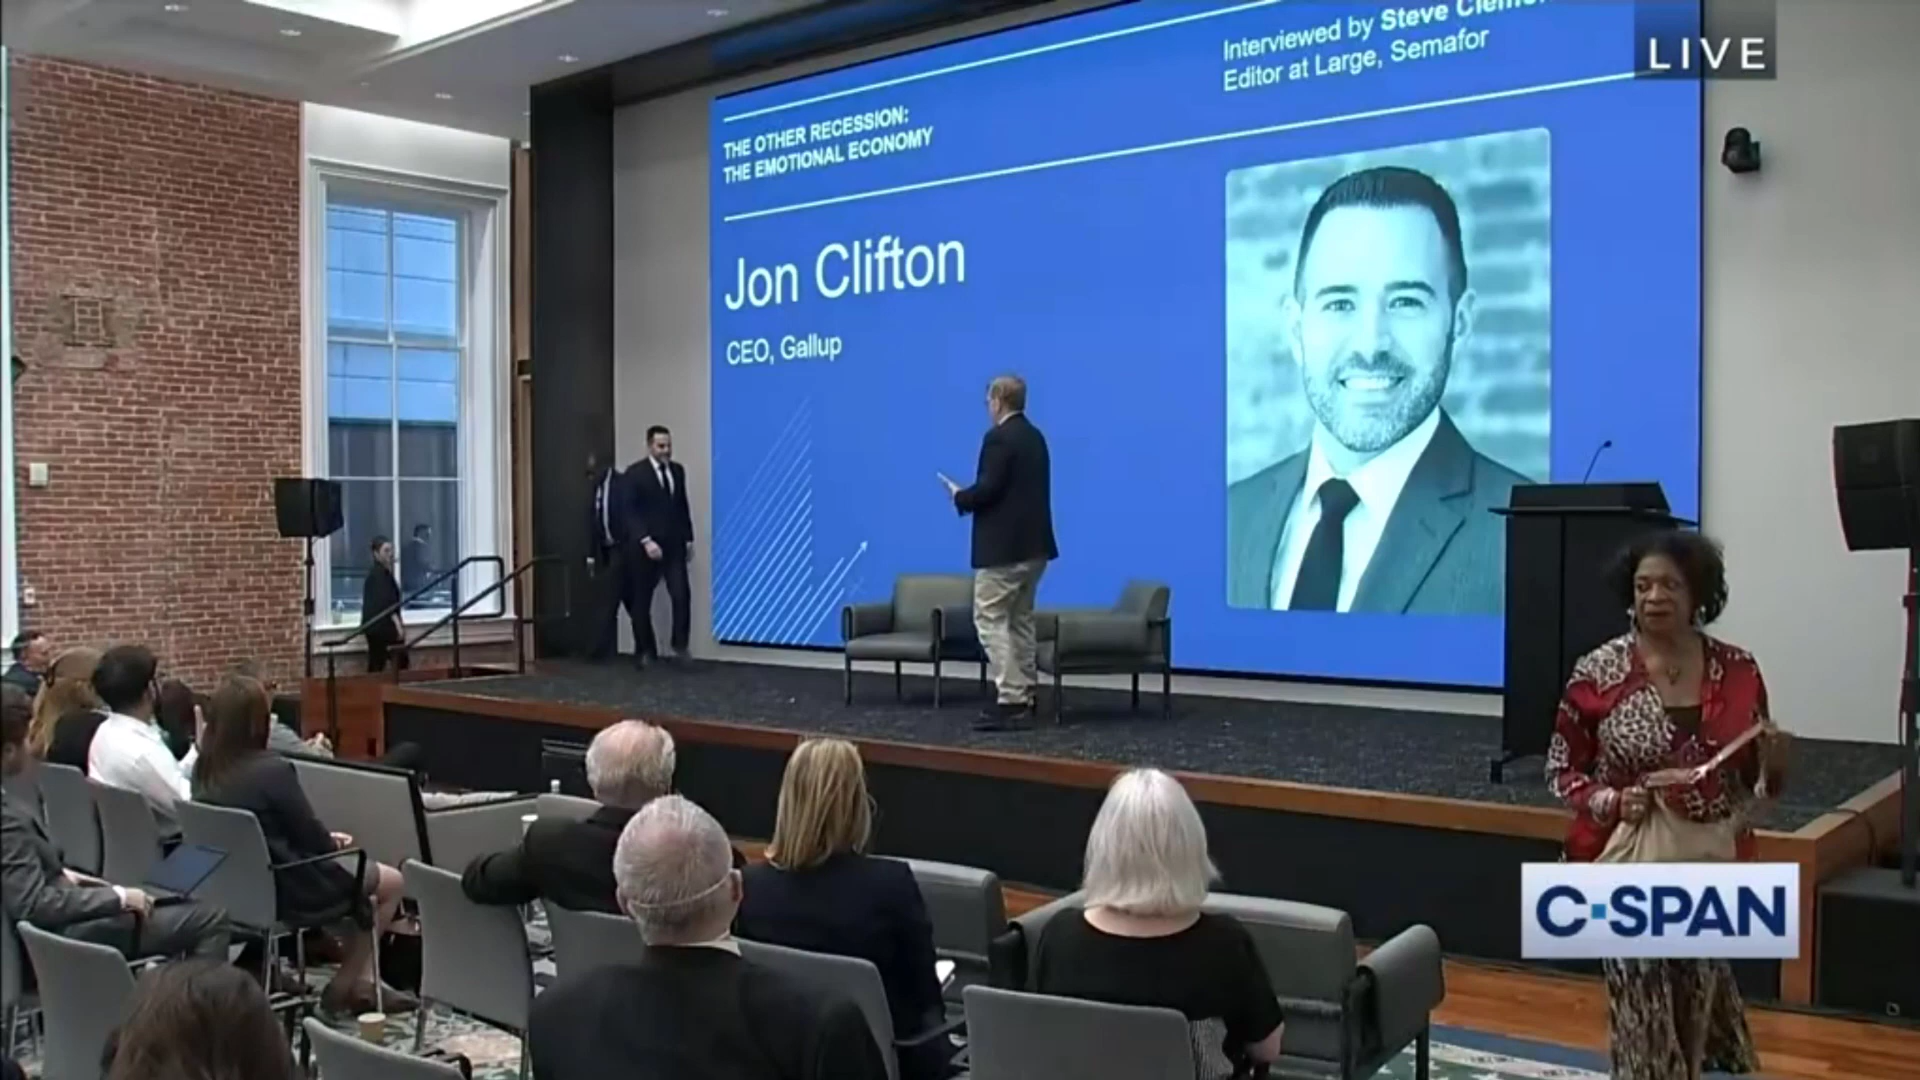 Interviewed by Steve
Editor at Large, Semafor
LIVE
THE OTHER RECESSION:
THE EMOTIONAL ECONOMY
Jon Clifton
CEO, Gallup
C·SPAN